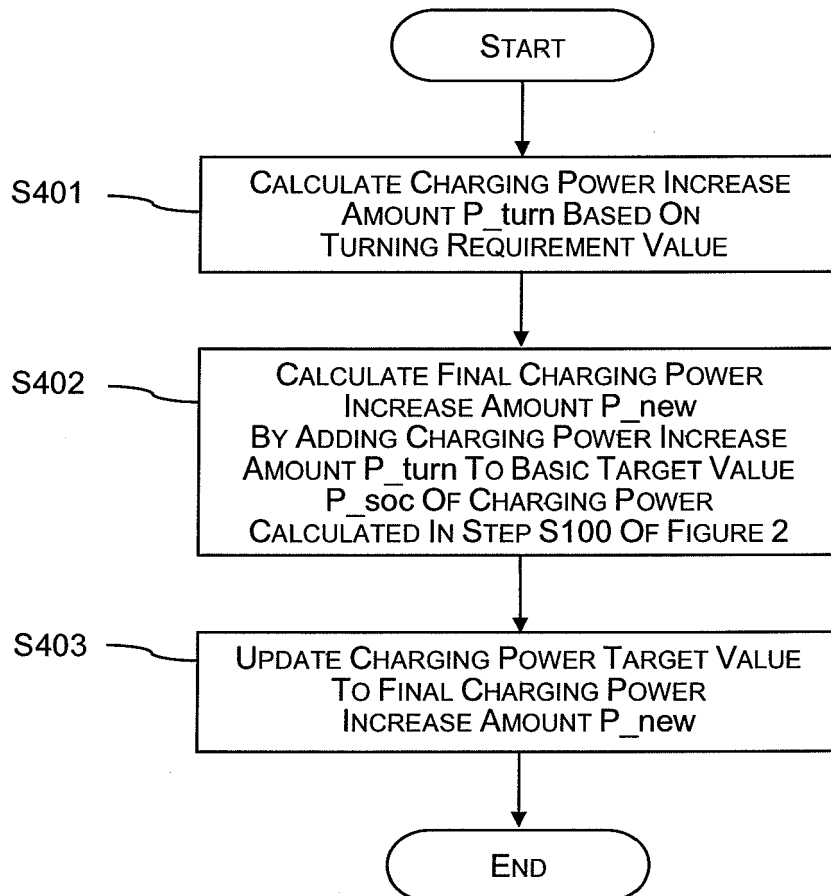 START
S401
CALCULATE CHARGING POWER INCREASE
AMOUNT P_turn BASED ON
TURNING REQUIREMENT VALUE
S402
CALCULATE FINAL CHARGING POWER
INCREASE AMOUNT P_new
BY ADDING CHARGING POWER INCREASE
AMOUNT P_turn TO BASIC TARGET VALUE
P_soc OF CHARGING POWER
CALCULATED IN STEP S100 OF FIGURE 2
S403
UPDATE CHARGING POWER TARGET VALUE
TO FINAL CHARGING POWER
INCREASE AMOUNT P_new
END